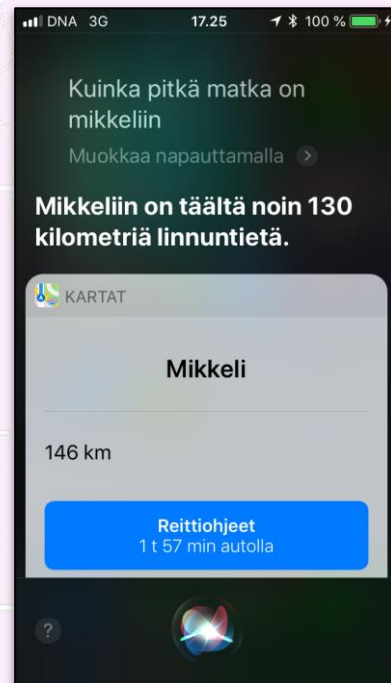 DNA 3G 17.25 100 %
Kuinka pitkä matka on
mikkeliin
Muokkaa napauttamalla
Mikkeliin on täältä noin 130
kilometriä linnuntietä.
KARTAT
Mikkeli
146 km
Reittiohjeet
1 t 57 min autolla
?